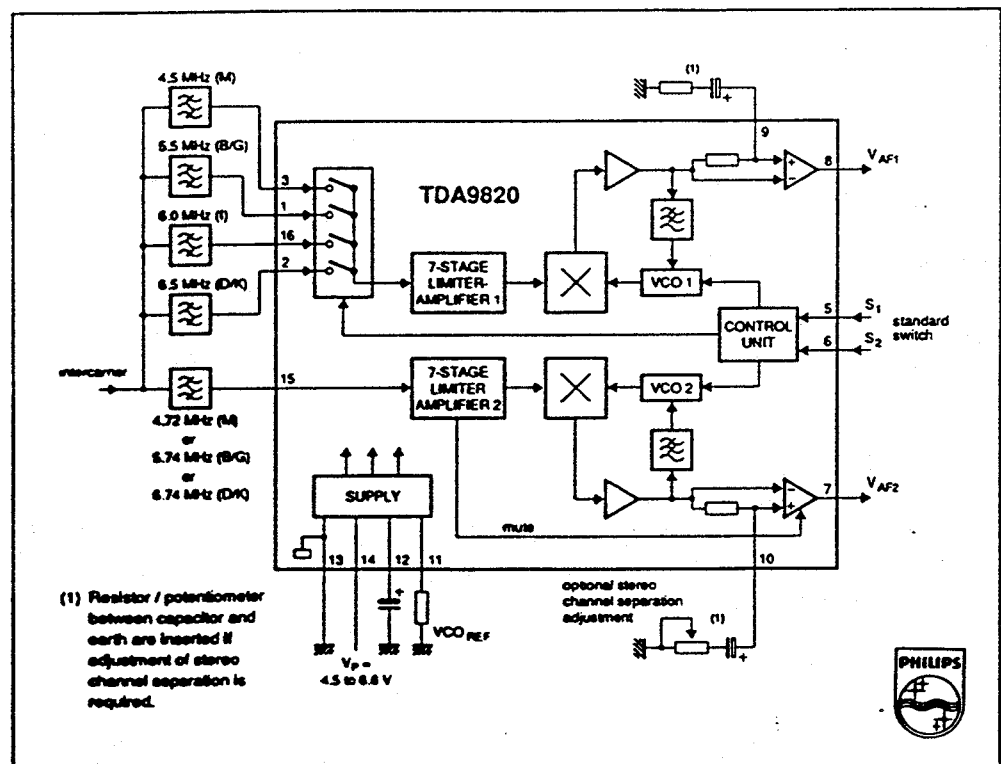 4.5 MHz (M)
5.5 MHz (B/G)
6.0 MHz (I)
6.5 MHz (D/K)
intercarrier
4.72 MHz (M)
or
5.74 MHz (B/G)
or
6.74 MHz (D/K)
3
1
16
2
15
TDA9820
7-STAGE
LIMITER-
AMPLIFIER 1
7-STAGE
LIMITER
AMPLIFIER 2
(1)
9
+
+
−
8
V AF1
VCO 1
CONTROL
UNIT
5
S1
6
S2
standard
switch
VCO 2
−
+
7
V AF2
mute
SUPPLY
13
14
12
11
+
VCO REF
VP =
4.5 to 8.8 V
10
optional stereo
channel separation
adjustment
(1)
+
(1) Resistor / potentiometer
between capacitor and
earth are inserted if
adjustment of stereo
channel separation is
required.
PHILIPS